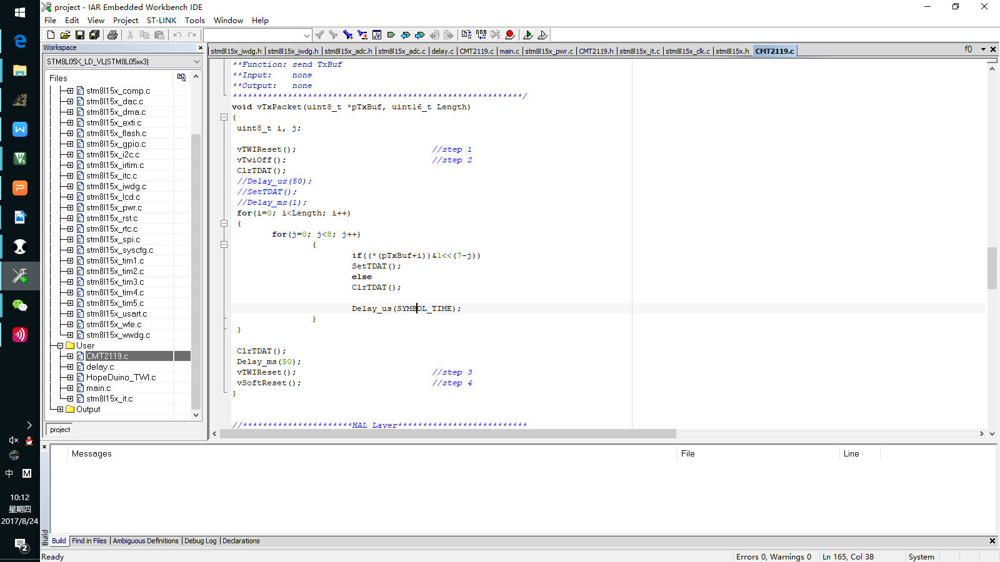 project - IAR Embedded Workbench IDE
File Edit View Project ST-LINK Tools Window Help
Workspace
STM8L05X_LD_VL(STM8L05xx3)
Files
stm8l15x_comp.c
stm8l15x_dac.c
stm8l15x_dma.c
stm8l15x_exti.c
stm8l15x_flash.c
stm8l15x_gpio.c
stm8l15x_i2c.c
stm8l15x_irtim.c
stm8l15x_itc.c
stm8l15x_iwdg.c
stm8l15x_lcd.c
stm8l15x_pwr.c
stm8l15x_rst.c
stm8l15x_rtc.c
stm8l15x_spi.c
stm8l15x_syscfg.c
stm8l15x_tim1.c
stm8l15x_tim2.c
stm8l15x_tim3.c
stm8l15x_tim4.c
stm8l15x_tim5.c
stm8l15x_usart.c
stm8l15x_wfe.c
stm8l15x_wwdg.c
User
CMT2119.c
delay.c
HopeDuino_TWI.c
main.c
stm8l15x_it.c
Output
project
stm8l15x_iwdg.h stm8l15x_iwdg.h stm8l15x_adc.h stm8l15x_adc.c delay.c CMT2119.c main.c stm8l15x_pwr.c CMT2119.h stm8l15x_it.c stm8l15x_clk.c stm8l15x.h CMT2119.c f()
**Function: send TxBuf
**Input:    none
**Output:   none
**********************************************************/
void vTxPacket(uint8_t *pTxBuf, uint16_t Length)
{
uint8_t i, j;
vTWIReset(); //step 1
vTwiOff(); //step 2
ClrTDAT();
//Delay_us(50);
//SetTDAT();
//Delay_ms(1);
for(i=0; i<Length; i++)
{
for(j=0; j<8; j++)
{
if((*(pTxBuf+i))&1<<(7-j))
SetTDAT();
else
ClrTDAT();
Delay_us(SYMBOL_TIME);
}
}
ClrTDAT();
Delay_ms(50);
vTWIReset(); //step 3
vSoftReset(); //step 4
}
//**********************HAL Layer**************************
Messages File Line
Build
Build Find in Files Ambiguous Definitions Debug Log Declarations
Ready Errors 0, Warnings 0 Ln 165, Col 38 System
中 M
10:12
星期四
2017/8/24
2